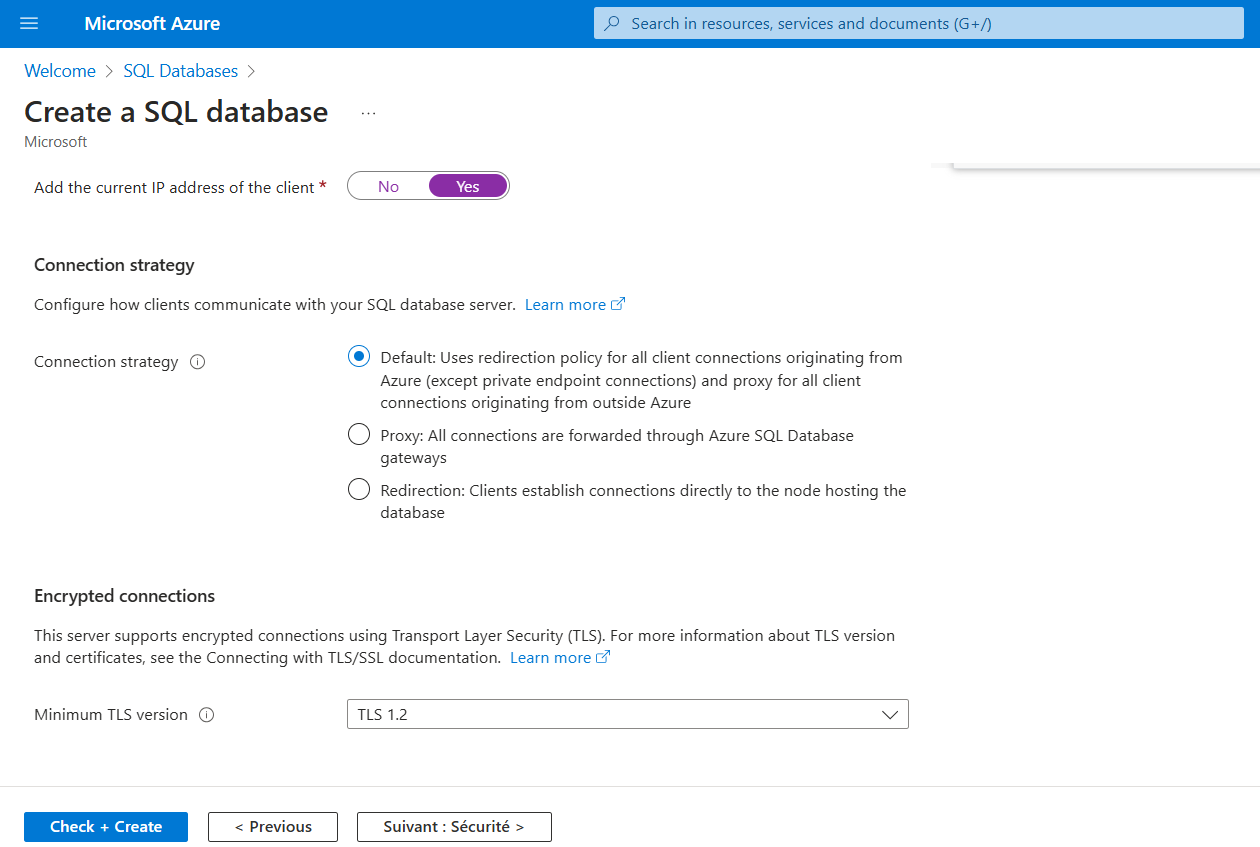 Microsoft Azure
Search in resources, services and documents (G+/)
Welcome > SQL Databases >
Create a SQL database ...
Microsoft
Add the current IP address of the client * No Yes
Connection strategy
Configure how clients communicate with your SQL database server. Learn more
Connection strategy
Default: Uses redirection policy for all client connections originating from
Azure (except private endpoint connections) and proxy for all client
connections originating from outside Azure
Proxy: All connections are forwarded through Azure SQL Database
gateways
Redirection: Clients establish connections directly to the node hosting the
database
Encrypted connections
This server supports encrypted connections using Transport Layer Security (TLS). For more information about TLS version
and certificates, see the Connecting with TLS/SSL documentation. Learn more
Minimum TLS version TLS 1.2
Check + Create < Previous Suivant : Sécurité >